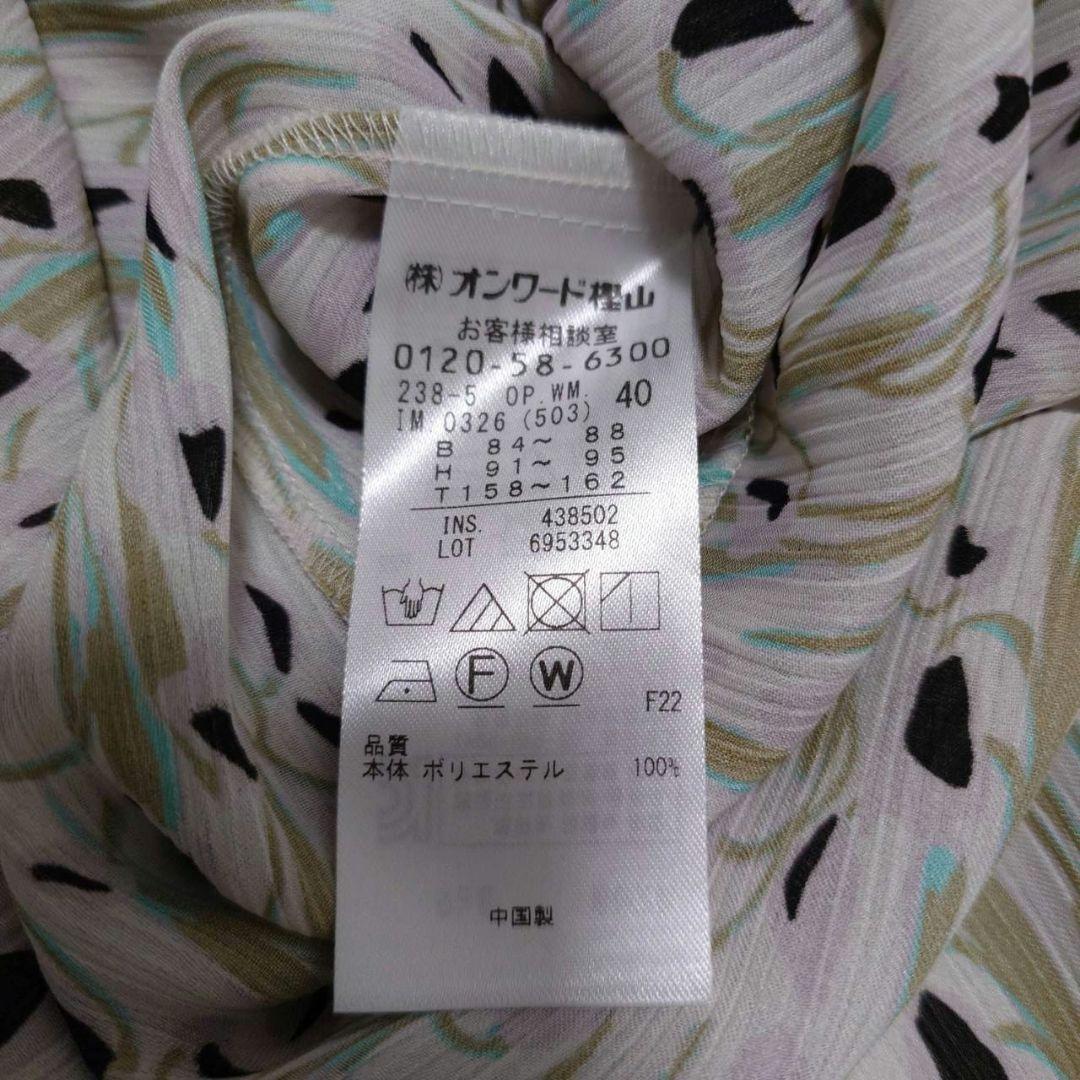 (株)オンワード樫山
お客様相談室
0120-58-6300
238-5 OP.WM. 40
IM 0326 (503)
B 84〜 88
H 91〜 95
T158〜162
INS. 438502
LOT 6953348
F W
F22
品質
本体 ポリエステル 100%
中国製